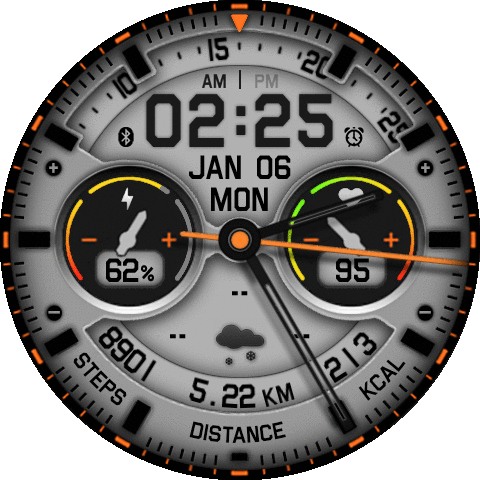 10 15 20 25
AM | PM
02:25
JAN 06
MON
62%
95
--
-- --
8901 5.22 KM 213
STEPS DISTANCE KCAL